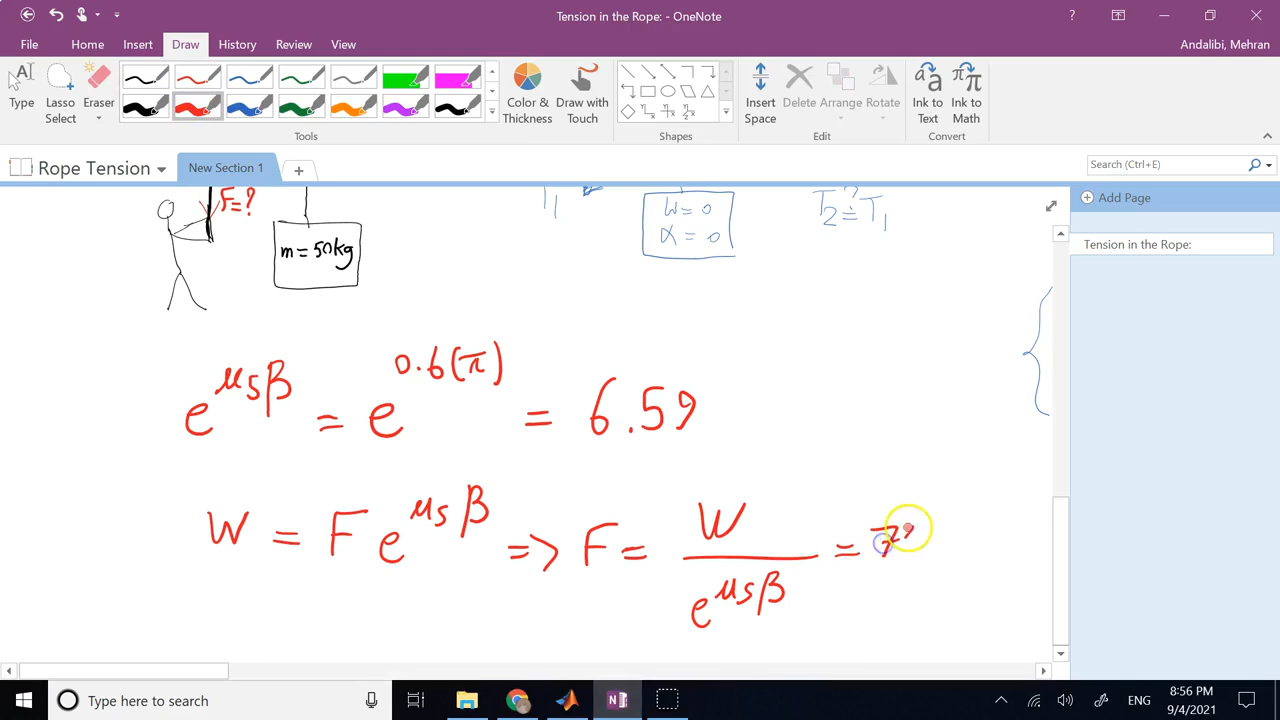 Tension in the Rope: - OneNote
?
File Home Insert Draw History Review View
Andalibi, Mehran
Type
Lasso Select
Eraser
Color & Thickness
Draw with Touch
Insert Space
Delete
Arrange
Rotate
Ink to Text
Ink to Math
Tools
Shapes
Edit
Convert
Rope Tension
New Section 1
Search (Ctrl+E)
Add Page
Tension in the Rope:
F=?
m = 50kg
T₁
W = 0
α = 0
T₂ ≟ T₁
e^μsβ = e^0.6(π) = 6.59
W = F e^μsβ => F = W / e^μsβ =
Type here to search
ENG
8:56 PM
9/4/2021